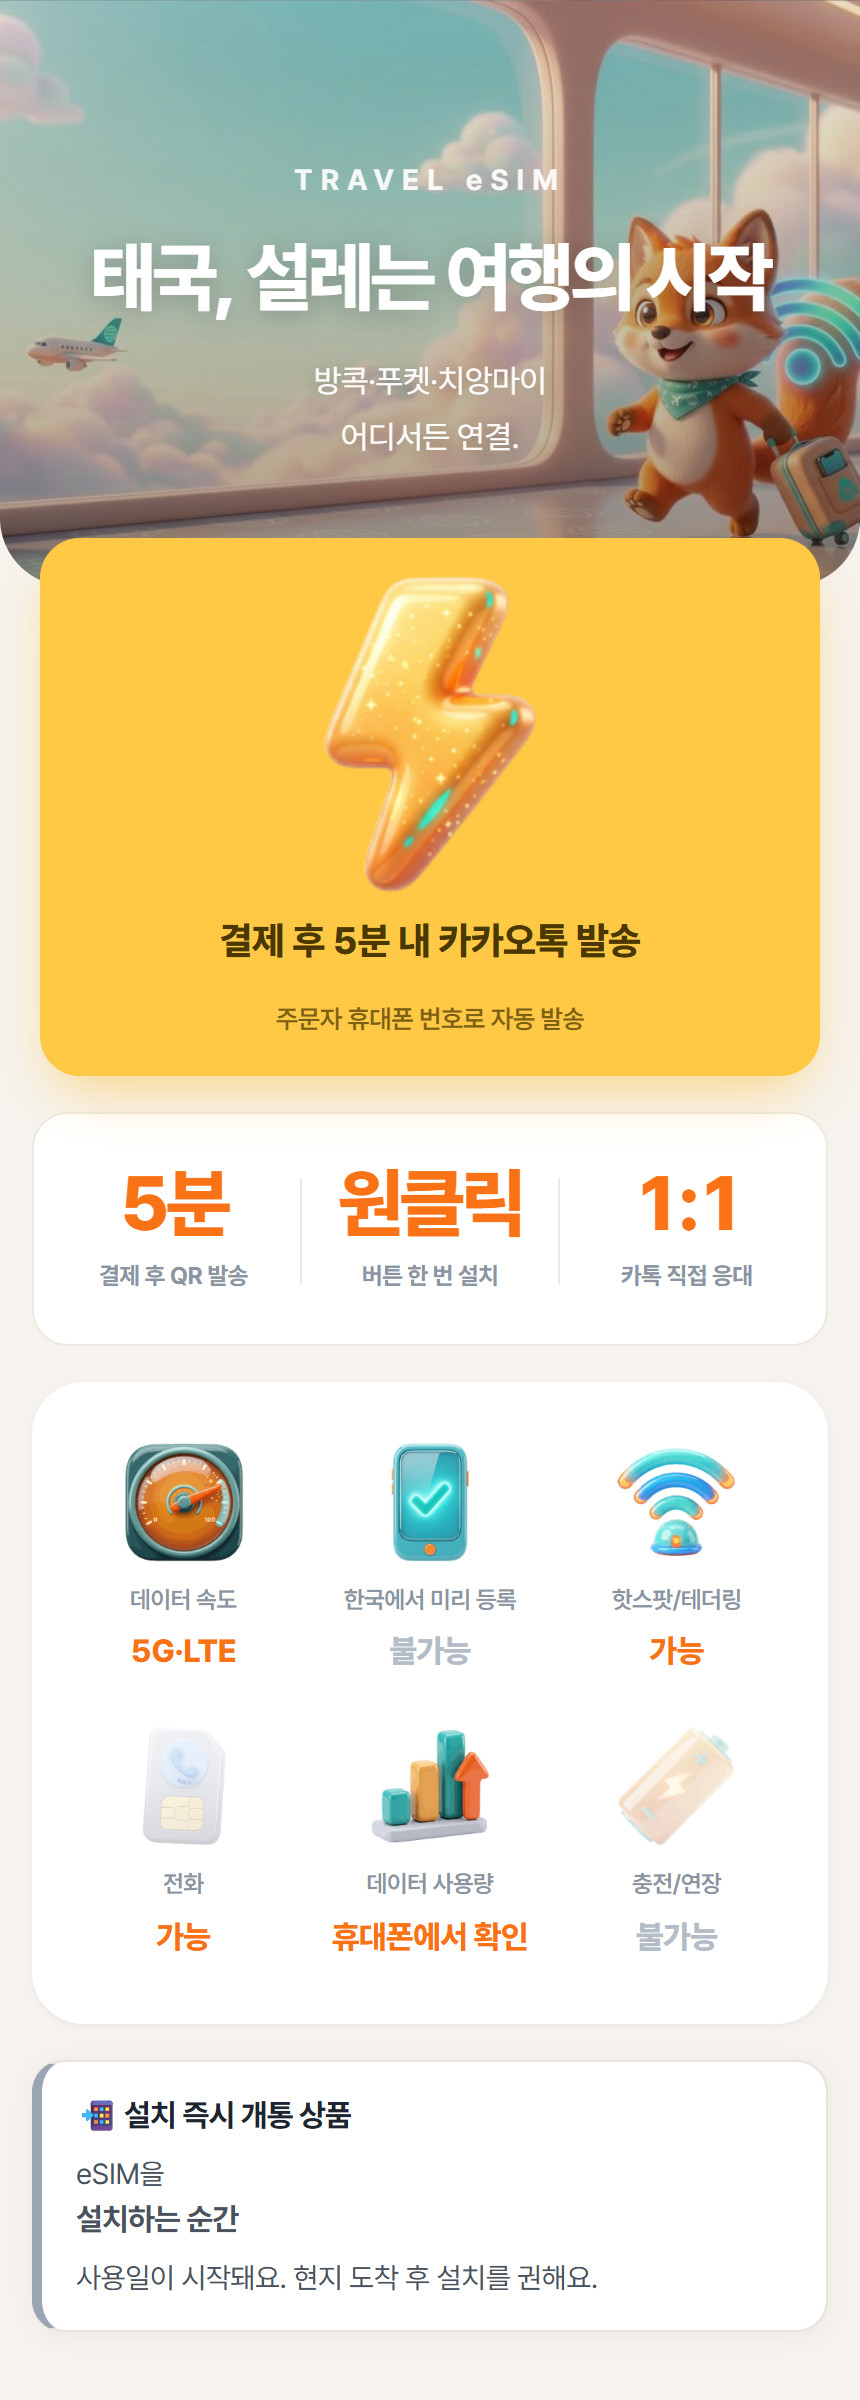 TRAVEL eSIM
태국, 설레는 여행의 시작
방콕·푸켓·치앙마이
어디서든 연결.
결제 후 5분 내 카카오톡 발송
주문자 휴대폰 번호로 자동 발송
5분
결제 후 QR 발송
원클릭
버튼 한 번 설치
1:1
카톡 직접 응대
0 100
데이터 속도
5G·LTE
한국에서 미리 등록
불가능
핫스팟/테더링
가능
전화
가능
데이터 사용량
휴대폰에서 확인
충전/연장
불가능
설치 즉시 개통 상품
eSIM을
설치하는 순간
사용일이 시작돼요. 현지 도착 후 설치를 권해요.